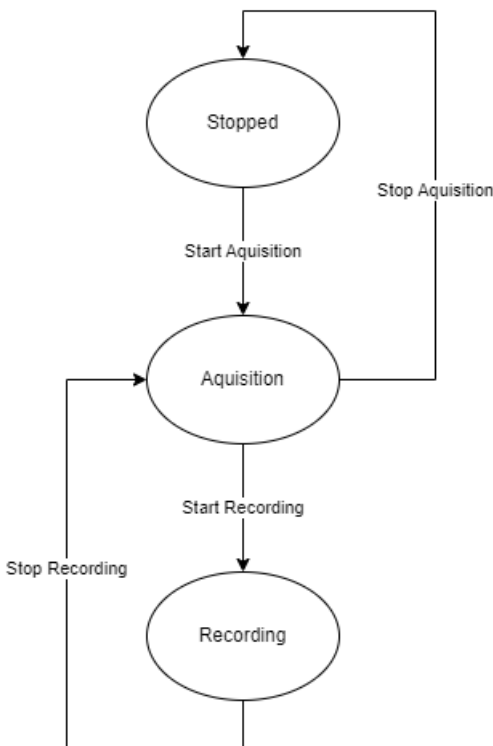 Stopped
Stop Aquisition
Start Aquisition
Aquisition
Start Recording
Stop Recording
Recording